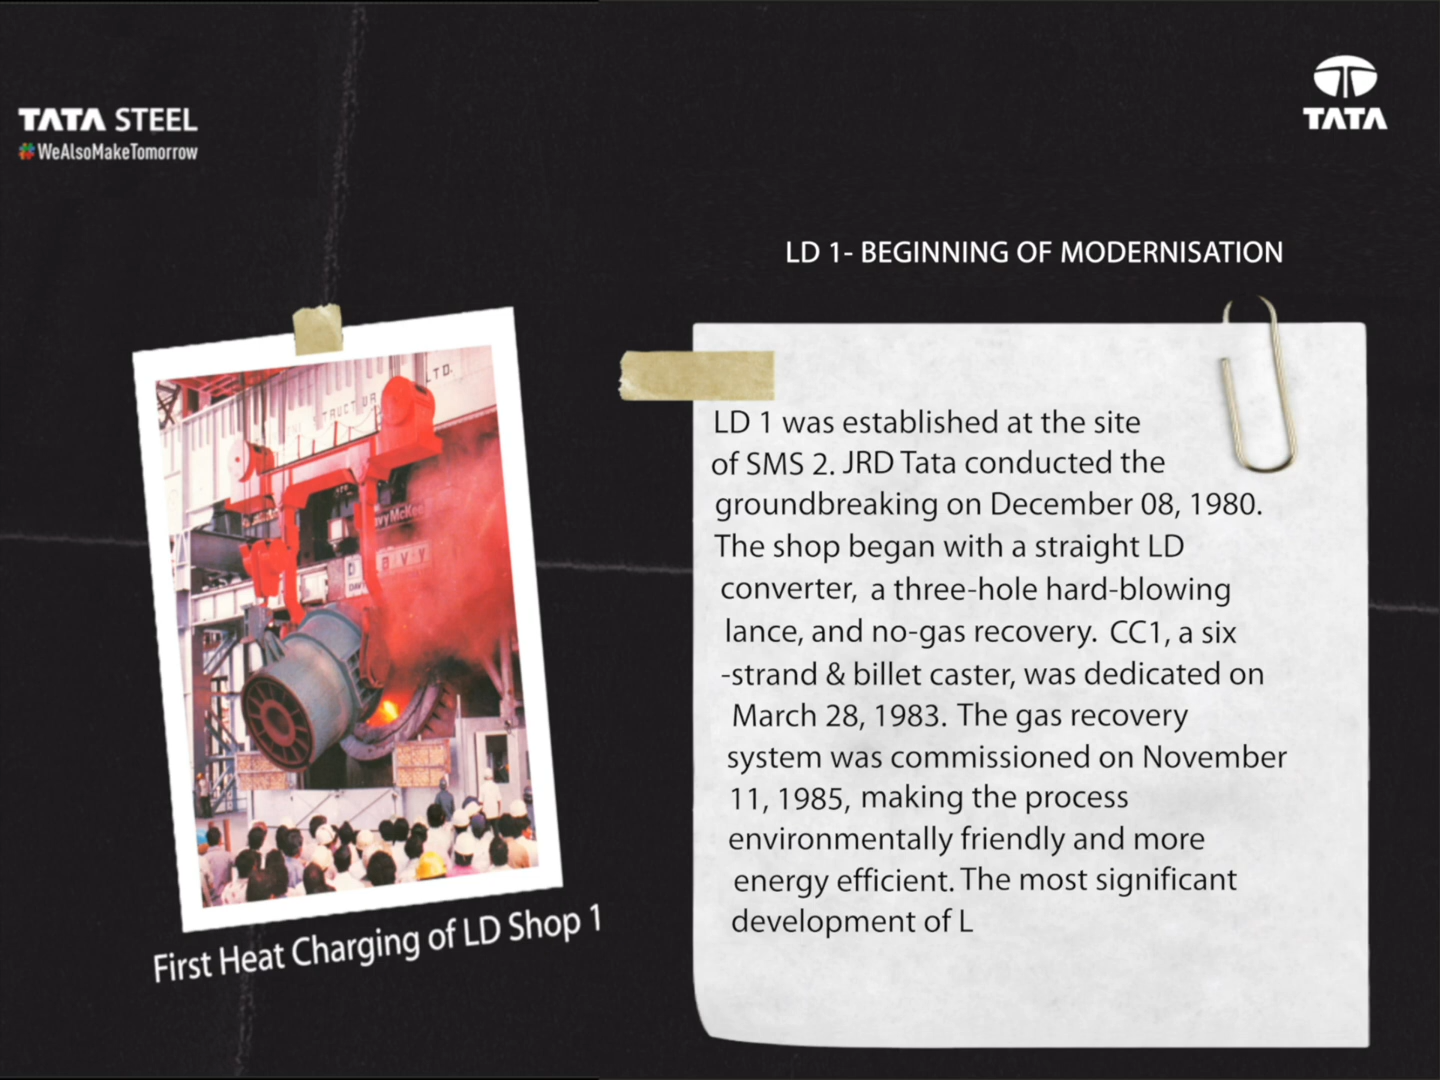 TATA STEEL
#WeAlsoMakeTomorrow
TATA
LD 1- BEGINNING OF MODERNISATION
LTD.
TRUCTUR
DAVY
First Heat Charging of LD Shop 1
LD 1 was established at the site
of SMS 2. JRD Tata conducted the
groundbreaking on December 08, 1980.
The shop began with a straight LD
converter, a three-hole hard-blowing
lance, and no-gas recovery. CC1, a six
-strand & billet caster, was dedicated on
March 28, 1983. The gas recovery
system was commissioned on November
11, 1985, making the process
environmentally friendly and more
energy efficient. The most significant
development of L